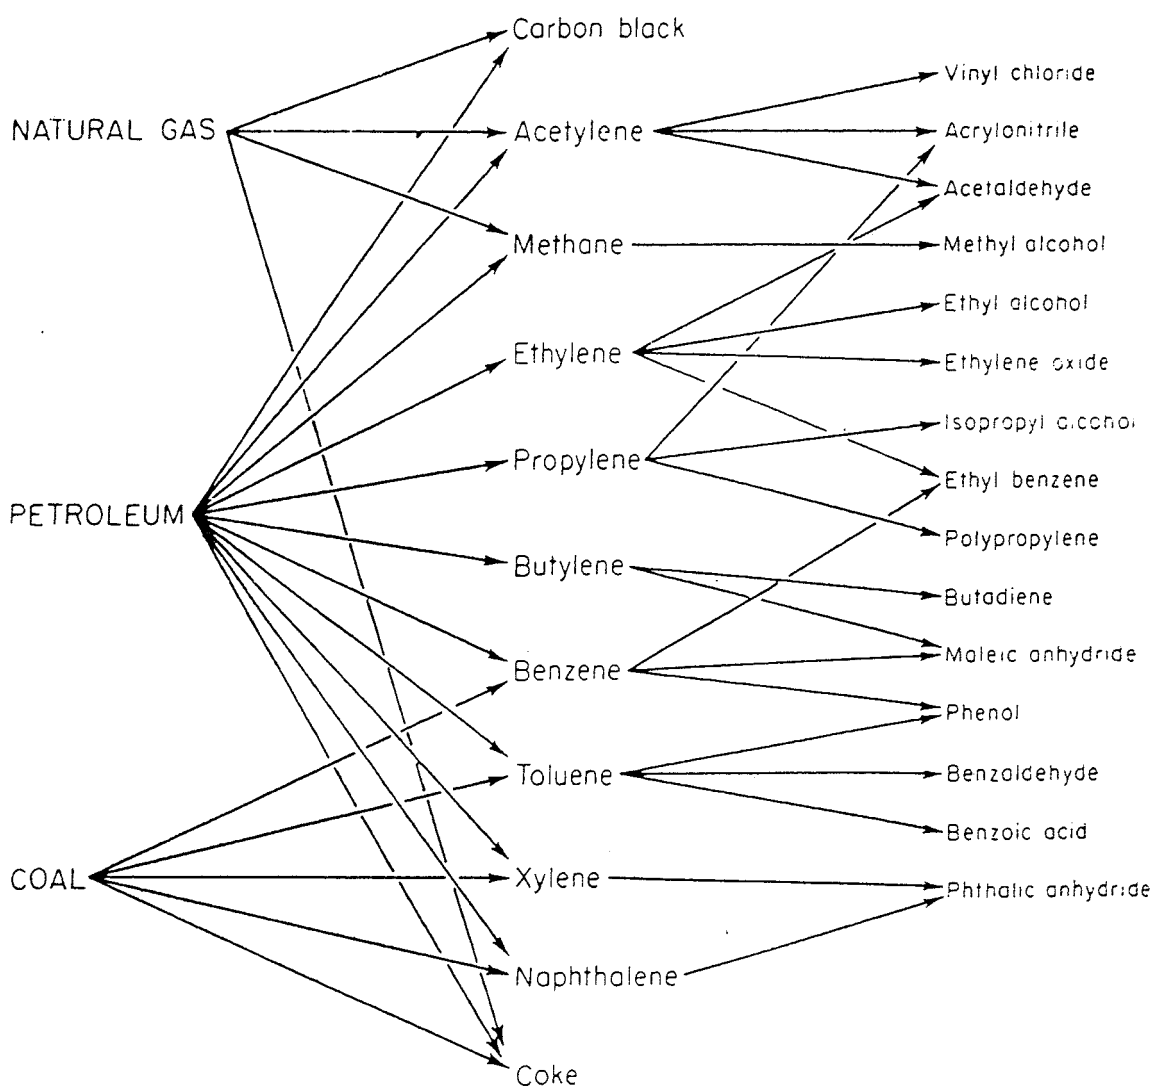 NATURAL GAS
PETROLEUM
COAL
Carbon black
Acetylene
Methane
Ethylene
Propylene
Butylene
Benzene
Toluene
Xylene
Naphthalene
Coke
Vinyl chloride
Acrylonitrile
Acetaldehyde
Methyl alcohol
Ethyl alcohol
Ethylene oxide
Isopropyl alcohol
Ethyl benzene
Polypropylene
Butadiene
Maleic anhydride
Phenol
Benzaldehyde
Benzoic acid
Phthalic anhydride